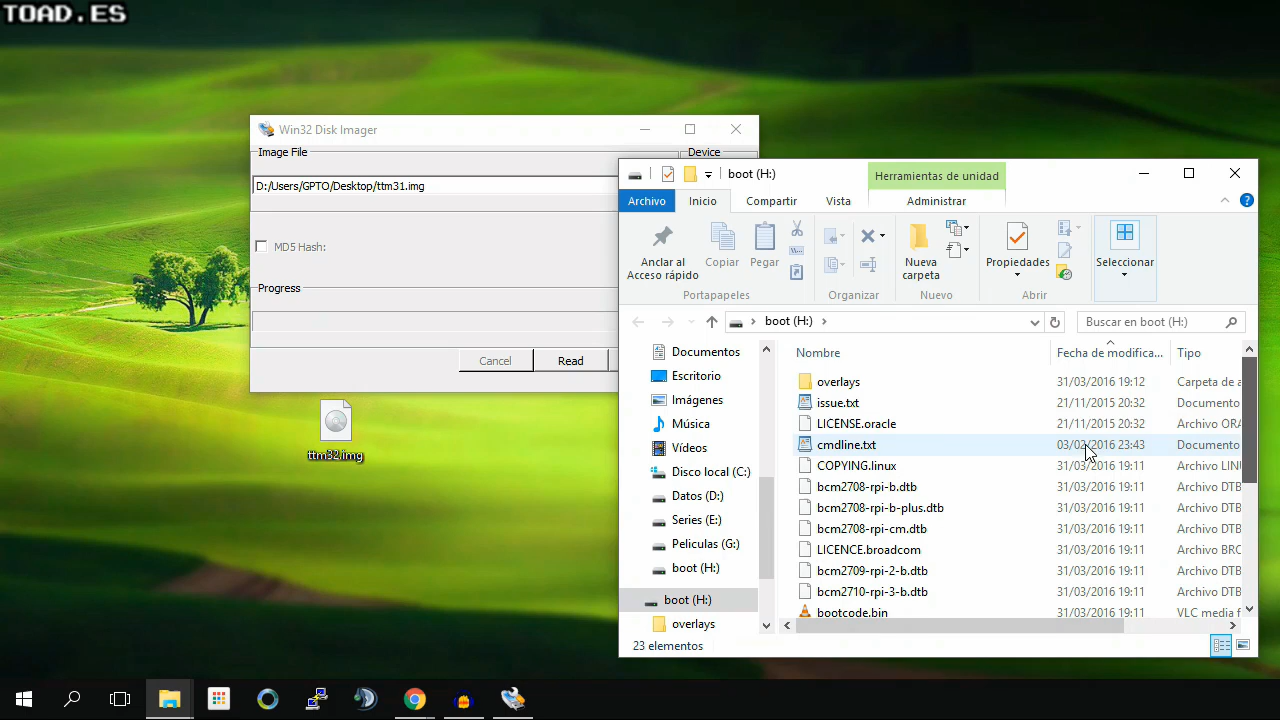 TOAD.ES
Win32 Disk Imager
Image File
Device
D:/Users/GPTO/Desktop/ttm31.img
MD5 Hash:
Progress
Cancel
Read
ttm32.img
boot (H:)
Herramientas de unidad
Archivo
Inicio
Compartir
Vista
Administrar
Anclar al
Acceso rápido
Copiar
Pegar
Nueva
carpeta
Propiedades
Seleccionar
Portapapeles
Organizar
Nuevo
Abrir
boot (H:)
Buscar en boot (H:)
Documentos
Escritorio
Imágenes
Música
Vídeos
Disco local (C:)
Datos (D:)
Series (E:)
Peliculas (G:)
boot (H:)
boot (H:)
overlays
Nombre
Fecha de modifica...
Tipo
overlays 31/03/2016 19:12 Carpeta de a
issue.txt 21/11/2015 20:32 Documento
LICENSE.oracle 21/11/2015 20:32 Archivo ORA
cmdline.txt 03/02/2016 23:43 Documento
COPYING.linux 31/03/2016 19:11 Archivo LINU
bcm2708-rpi-b.dtb 31/03/2016 19:11 Archivo DTB
bcm2708-rpi-b-plus.dtb 31/03/2016 19:11 Archivo DTB
bcm2708-rpi-cm.dtb 31/03/2016 19:11 Archivo DTB
LICENCE.broadcom 31/03/2016 19:11 Archivo BRO
bcm2709-rpi-2-b.dtb 31/03/2016 19:11 Archivo DTB
bcm2710-rpi-3-b.dtb 31/03/2016 19:11 Archivo DTB
bootcode.bin 31/03/2016 19:11 VLC media f
23 elementos